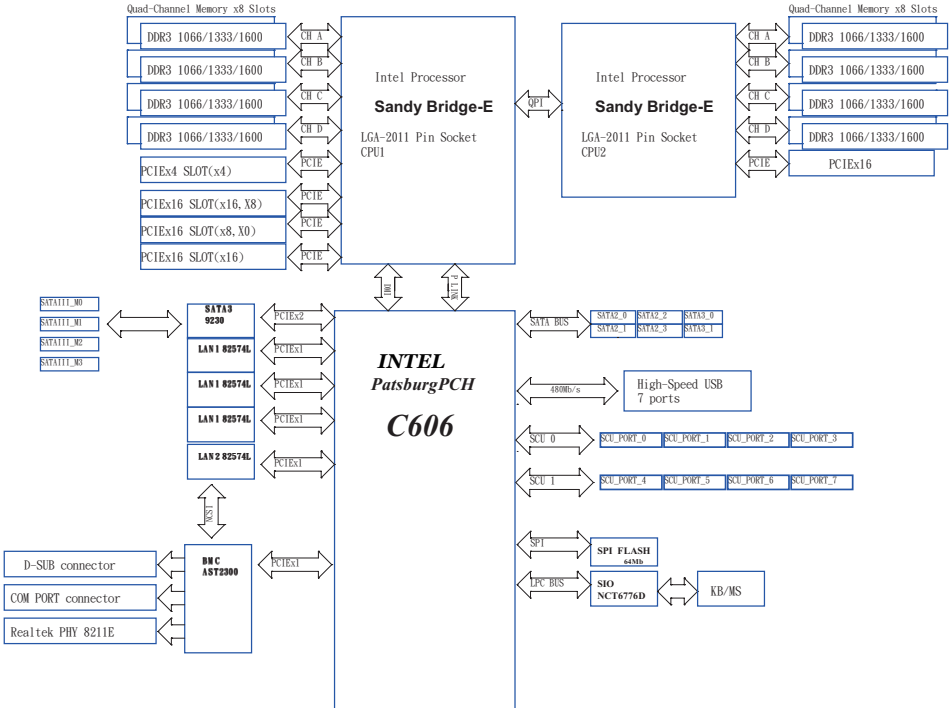 Quad-Channel Memory x8 Slots
DDR3 1066/1333/1600
DDR3 1066/1333/1600
DDR3 1066/1333/1600
DDR3 1066/1333/1600
CH A
CH B
CH C
CH D
PCIEx4 SLOT(x4)
PCIE
PCIEx16 SLOT(x16,X8)
PCIE
PCIEx16 SLOT(x8,X0)
PCIE
PCIEx16 SLOT(x16)
PCIE
Intel Processor
Sandy Bridge-E
LGA-2011 Pin Socket
CPU1
QPI
Intel Processor
Sandy Bridge-E
LGA-2011 Pin Socket
CPU2
Quad-Channel Memory x8 Slots
CH A
CH B
CH C
CH D
DDR3 1066/1333/1600
DDR3 1066/1333/1600
DDR3 1066/1333/1600
DDR3 1066/1333/1600
PCIE
PCIEx16
DMI
P LINK
SATAIII_M0
SATAIII_M1
SATAIII_M2
SATAIII_M3
SATA3
9230
PCIEx2
LAN1 82574L
PCIEx1
LAN1 82574L
PCIEx1
LAN1 82574L
PCIEx1
LAN2 82574L
PCIEx1
NCSI
BMC
AST2300
PCIEx1
D-SUB connector
COM PORT connector
Realtek PHY 8211E
INTEL
PatsburgPCH
C606
SATA BUS
SATA2_0 SATA2_2 SATA3_0
SATA2_1 SATA2_3 SATA3_1
480Mb/s
High-Speed USB
7 ports
SCU 0
SCU_PORT_0 SCU_PORT_1 SCU_PORT_2 SCU_PORT_3
SCU 1
SCU_PORT_4 SCU_PORT_5 SCU_PORT_6 SCU_PORT_7
SPI
SPI FLASH
64Mb
LPC BUS
SIO
NCT6776D
KB/MS